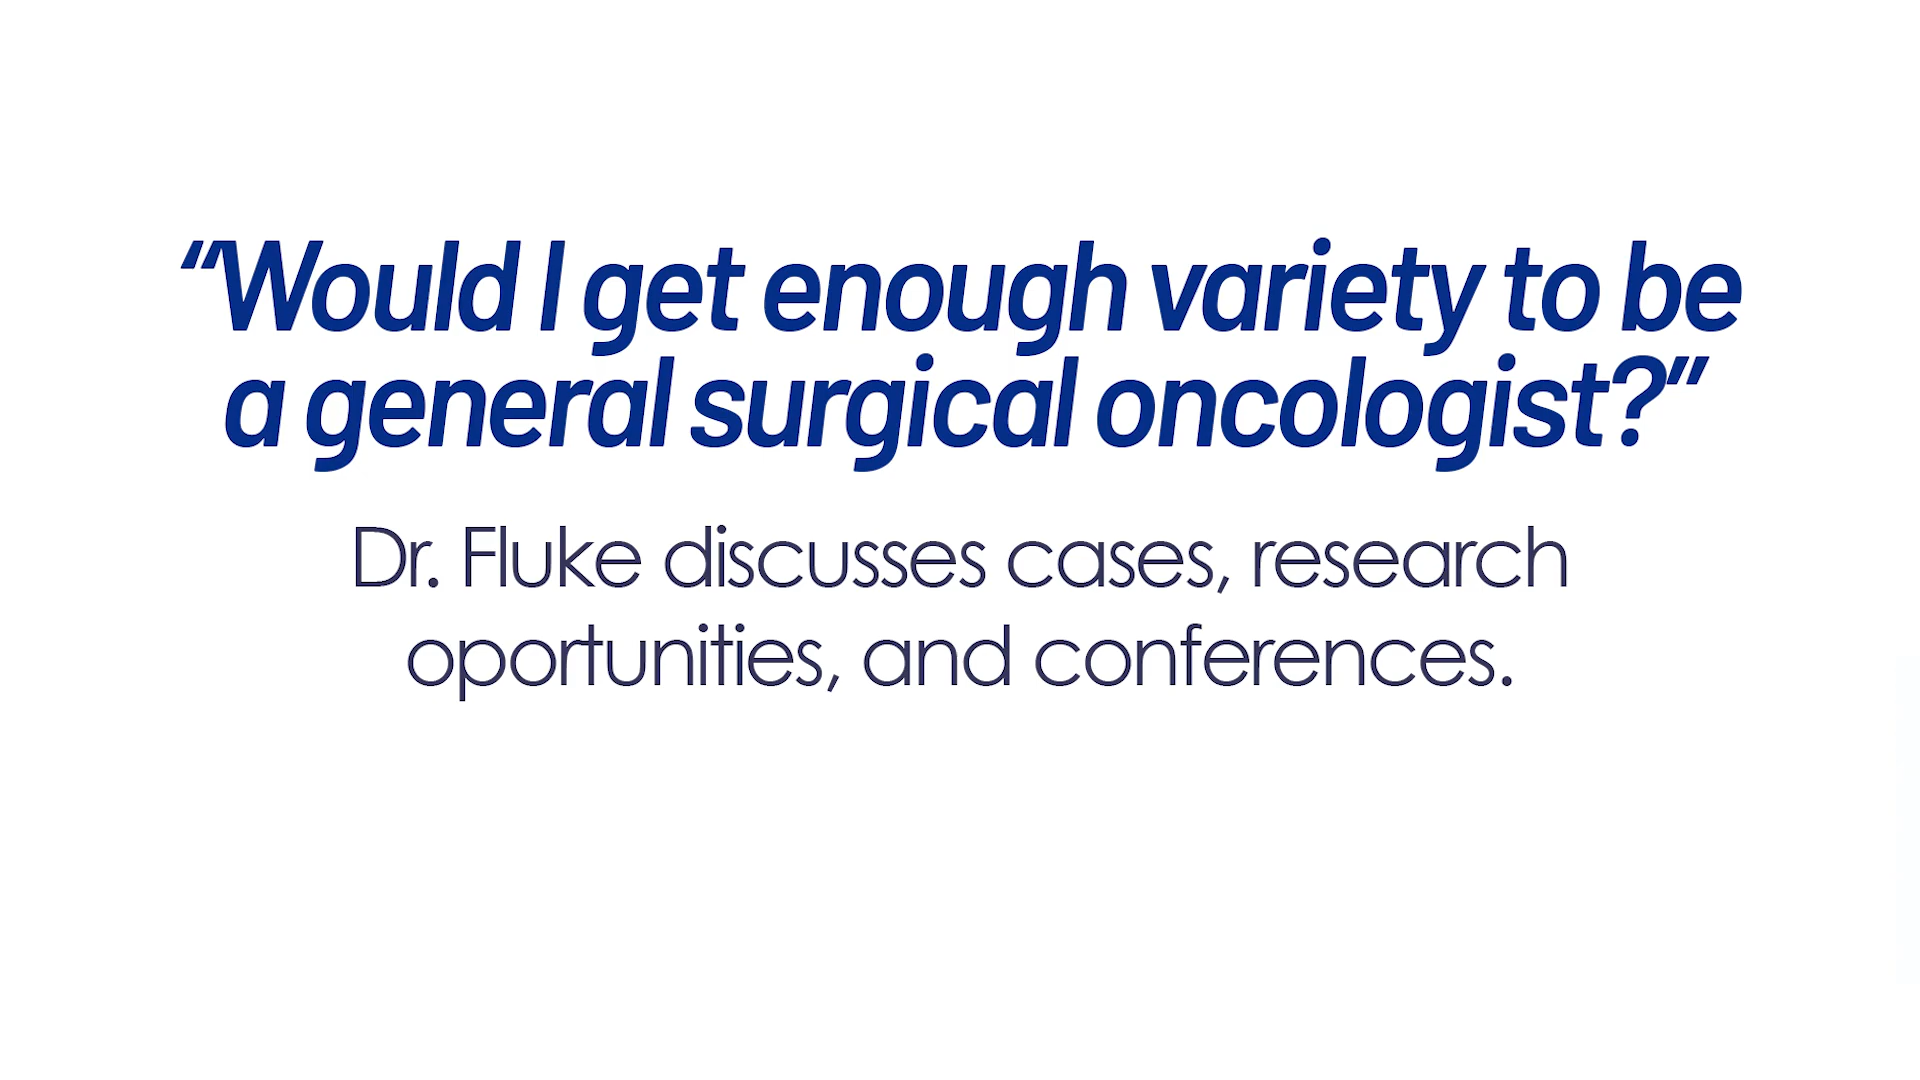 “Would I get enough variety to be
a general surgical oncologist?”
Dr. Fluke discusses cases, research
oportunities, and conferences.